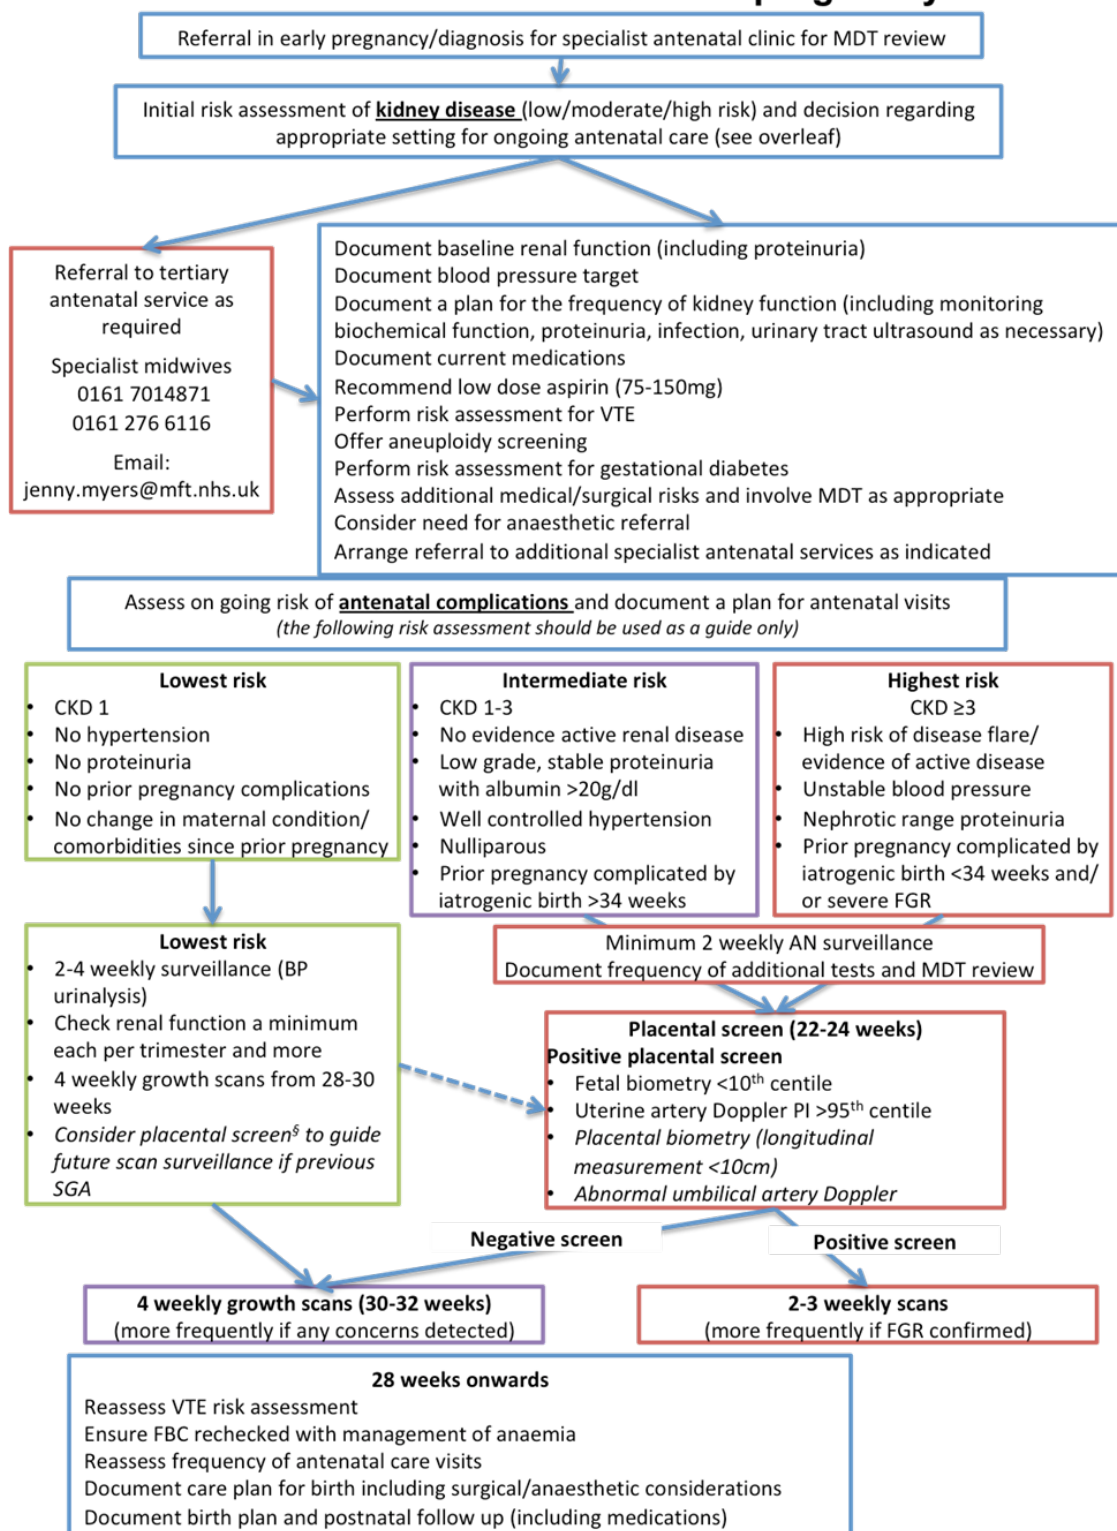 Referral in early pregnancy/diagnosis for specialist antenatal clinic for MDT review
Initial risk assessment of kidney disease (low/moderate/high risk) and decision regarding
appropriate setting for ongoing antenatal care (see overleaf)
Referral to tertiary
antenatal service as
required
Specialist midwives
0161 7014871
0161 276 6116
Email:
jenny.myers@mft.nhs.uk
Document baseline renal function (including proteinuria)
Document blood pressure target
Document a plan for the frequency of kidney function (including monitoring
biochemical function, proteinuria, infection, urinary tract ultrasound as necessary)
Document current medications
Recommend low dose aspirin (75-150mg)
Perform risk assessment for VTE
Offer aneuploidy screening
Perform risk assessment for gestational diabetes
Assess additional medical/surgical risks and involve MDT as appropriate
Consider need for anaesthetic referral
Arrange referral to additional specialist antenatal services as indicated
Assess on going risk of antenatal complications and document a plan for antenatal visits
(the following risk assessment should be used as a guide only)
Lowest risk
• CKD 1
• No hypertension
• No proteinuria
• No prior pregnancy complications
• No change in maternal condition/
comorbidities since prior pregnancy
Intermediate risk
• CKD 1-3
• No evidence active renal disease
• Low grade, stable proteinuria
with albumin >20g/dl
• Well controlled hypertension
• Nulliparous
• Prior pregnancy complicated by
iatrogenic birth >34 weeks
Highest risk
CKD ≥3
• High risk of disease flare/
evidence of active disease
• Unstable blood pressure
• Nephrotic range proteinuria
• Prior pregnancy complicated by
iatrogenic birth <34 weeks and/
or severe FGR
Lowest risk
• 2-4 weekly surveillance (BP
urinalysis)
• Check renal function a minimum
each per trimester and more
• 4 weekly growth scans from 28-30
weeks
• Consider placental screen§ to guide
future scan surveillance if previous
SGA
Minimum 2 weekly AN surveillance
Document frequency of additional tests and MDT review
Placental screen (22-24 weeks)
Positive placental screen
• Fetal biometry <10th centile
• Uterine artery Doppler PI >95th centile
• Placental biometry (longitudinal
measurement <10cm)
• Abnormal umbilical artery Doppler
Negative screen
Positive screen
4 weekly growth scans (30-32 weeks)
(more frequently if any concerns detected)
2-3 weekly scans
(more frequently if FGR confirmed)
28 weeks onwards
Reassess VTE risk assessment
Ensure FBC rechecked with management of anaemia
Reassess frequency of antenatal care visits
Document care plan for birth including surgical/anaesthetic considerations
Document birth plan and postnatal follow up (including medications)